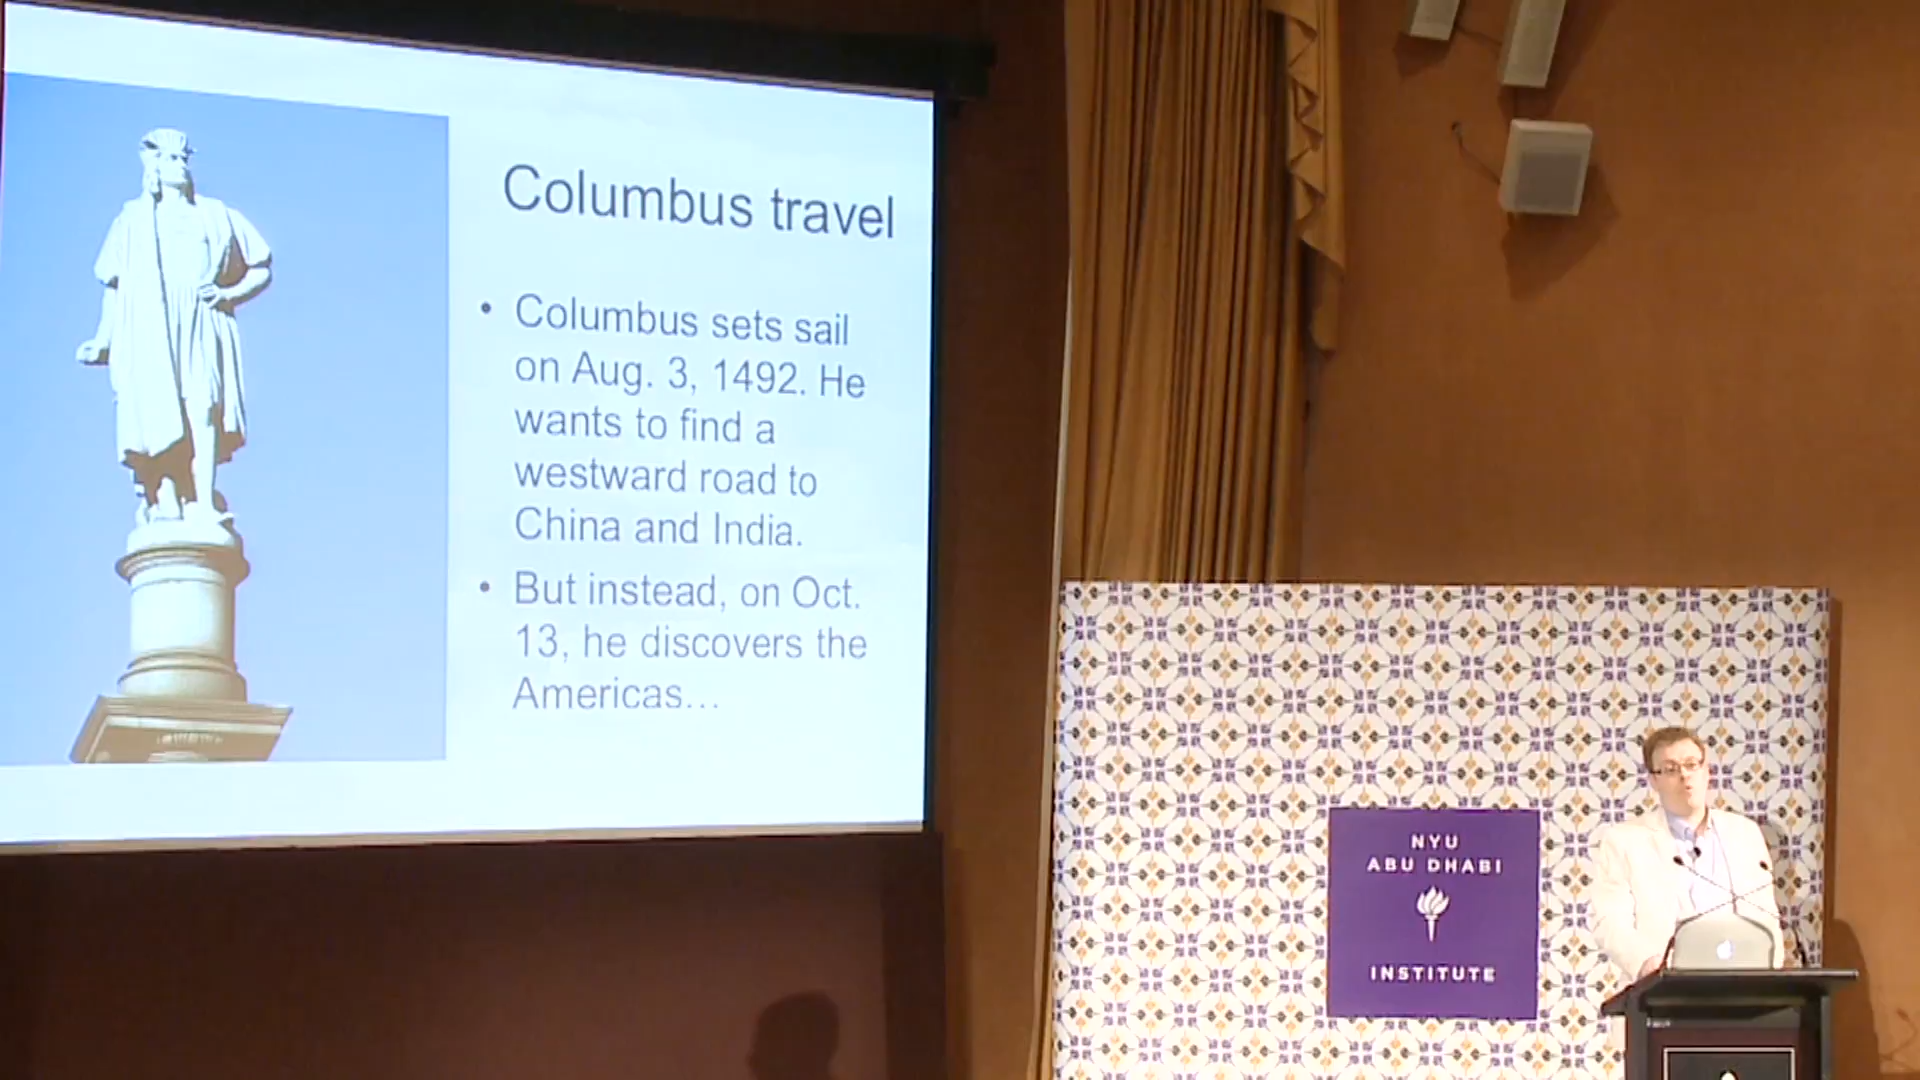 Columbus travel
• Columbus sets sail
on Aug. 3, 1492. He
wants to find a
westward road to
China and India.
• But instead, on Oct.
13, he discovers the
Americas...
NYU
ABU DHABI
INSTITUTE